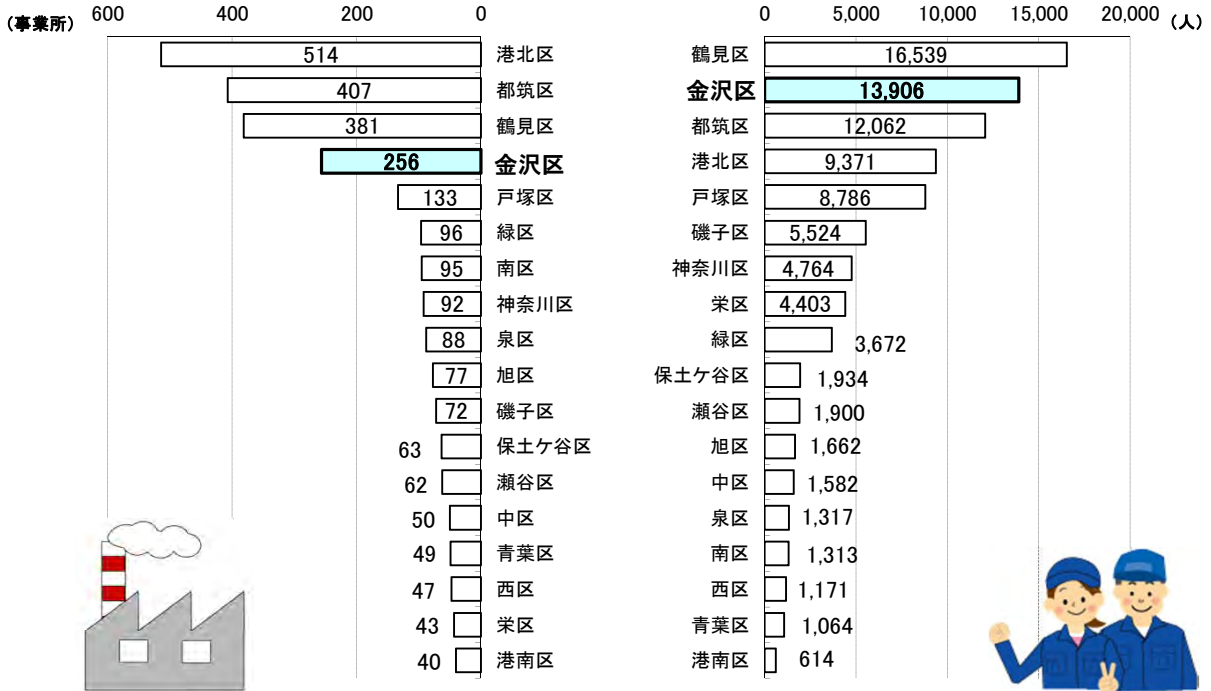 (事業所) 600 400 200 0
514 港北区
407 都筑区
381 鶴見区
256 金沢区
133 戸塚区
96 緑区
95 南区
92 神奈川区
88 泉区
77 旭区
72 磯子区
63 保土ケ谷区
62 瀬谷区
50 中区
49 青葉区
47 西区
43 栄区
40 港南区
0 5,000 10,000 15,000 20,000 (人)
鶴見区 16,539
金沢区 13,906
都筑区 12,062
港北区 9,371
戸塚区 8,786
磯子区 5,524
神奈川区 4,764
栄区 4,403
緑区 3,672
保土ケ谷区 1,934
瀬谷区 1,900
旭区 1,662
中区 1,582
泉区 1,317
南区 1,313
西区 1,171
青葉区 1,064
港南区 614